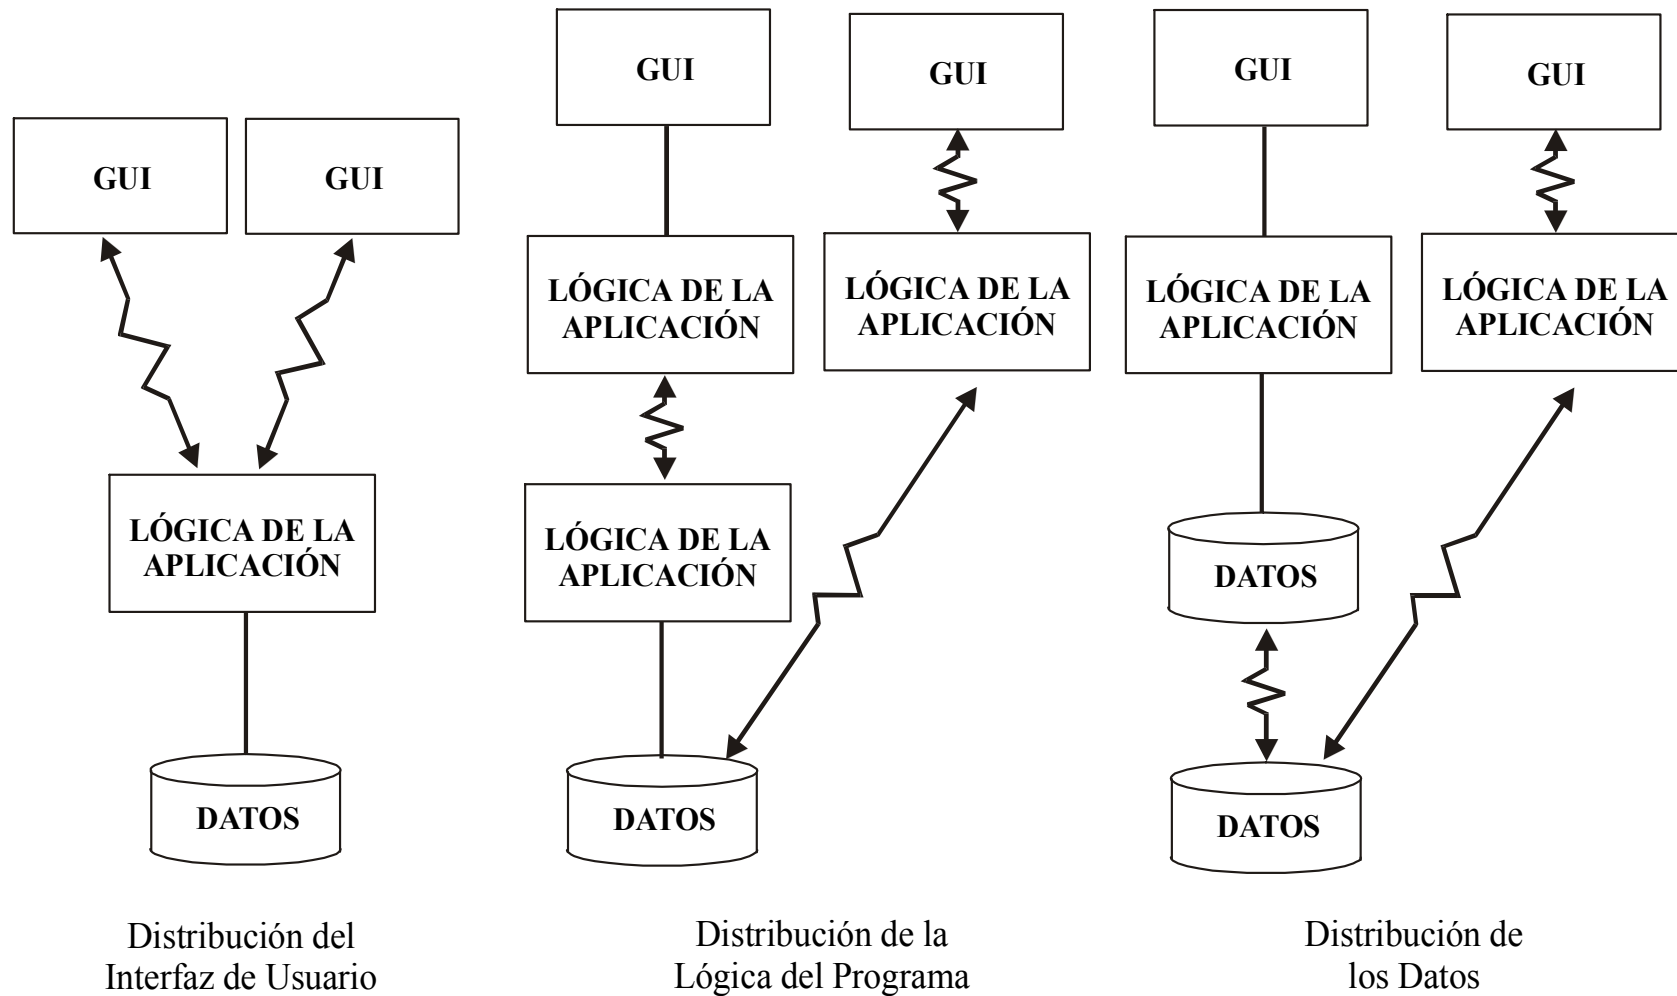 GUI
GUI
LÓGICA DE LA
APLICACIÓN
DATOS
Distribución del
Interfaz de Usuario
GUI
GUI
LÓGICA DE LA
APLICACIÓN
LÓGICA DE LA
APLICACIÓN
LÓGICA DE LA
APLICACIÓN
DATOS
Distribución de la
Lógica del Programa
GUI
GUI
LÓGICA DE LA
APLICACIÓN
LÓGICA DE LA
APLICACIÓN
DATOS
DATOS
Distribución de
los Datos